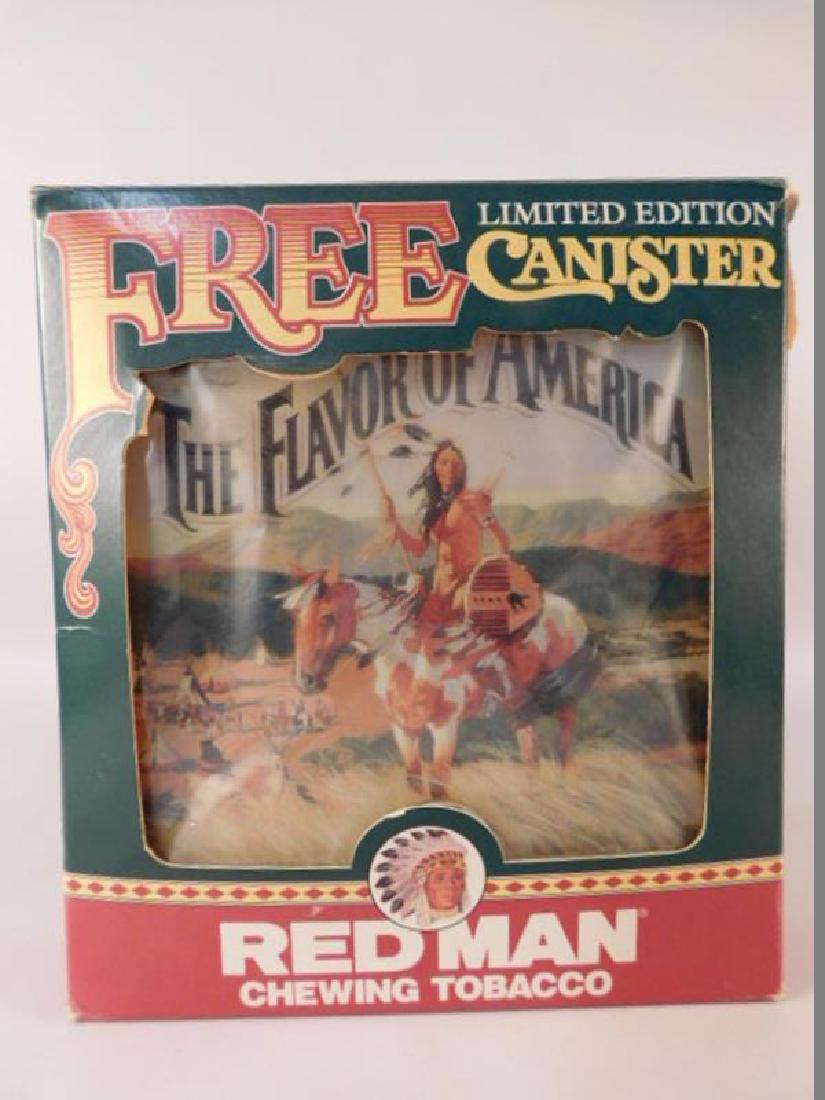 FREE
LIMITED EDITION
CANISTER
THE FLAVOR OF AMERICA
RED MAN®
CHEWING TOBACCO